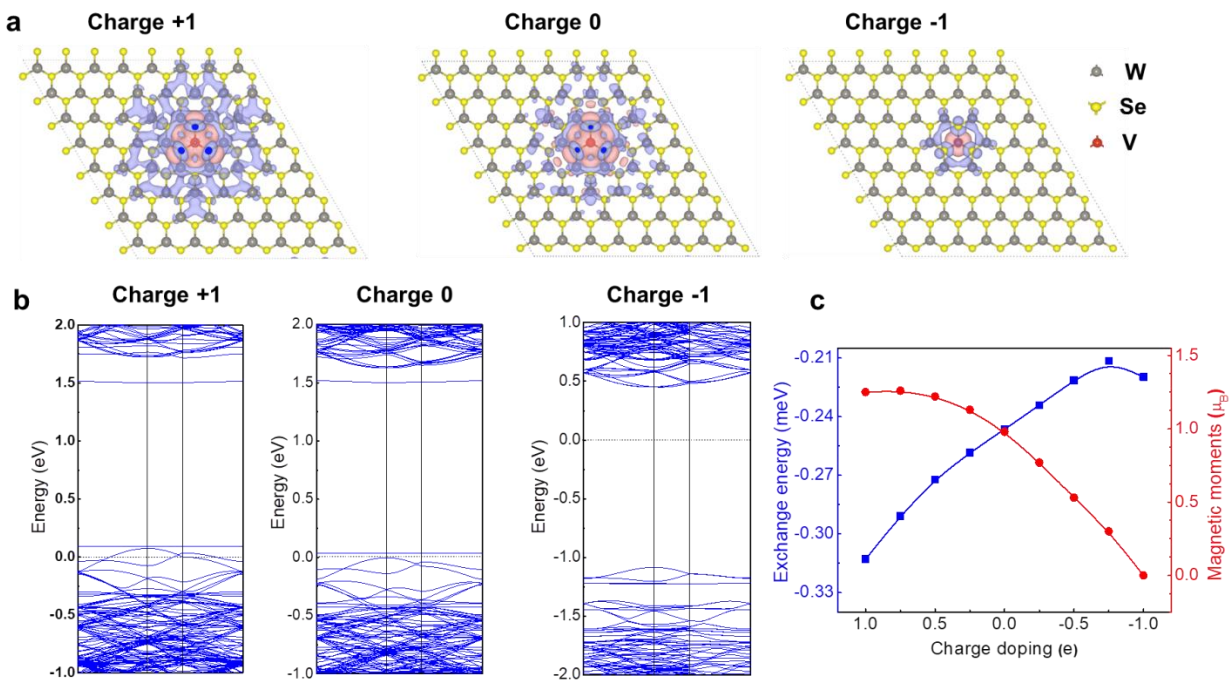 a
Charge +1
Charge 0
Charge -1
W
Se
V
b
Charge +1
Charge 0
Charge -1
c
Energy (eV)
2.0
1.5
1.0
0.5
0.0
-0.5
-1.0
Energy (eV)
2.0
1.5
1.0
0.5
0.0
-0.5
-1.0
Energy (eV)
1.0
0.5
0.0
-0.5
-1.0
-1.5
-2.0
Exchange energy (meV)
-0.21
-0.24
-0.27
-0.30
-0.33
1.0 0.5 0.0 -0.5 -1.0
Charge doping (e)
1.5
1.0
0.5
0.0
Magnetic moments (μB)